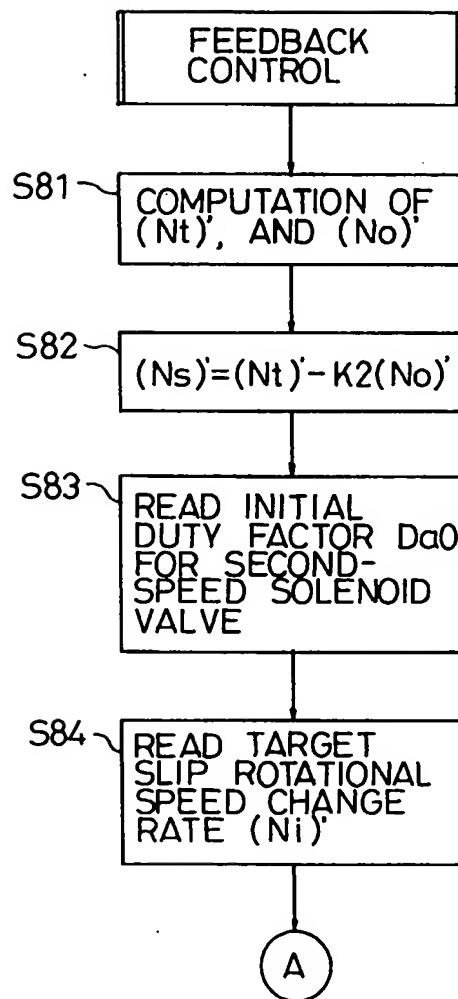 FEEDBACK
CONTROL
S81
COMPUTATION OF
(Nt)', AND (No)'
S82
(Ns)'=(Nt)'-K2(No)'
S83
READ INITIAL
DUTY FACTOR Da0
FOR SECOND-
SPEED SOLENOID
VALVE
S84
READ TARGET
SLIP ROTATIONAL
SPEED CHANGE
RATE (Ni)'
A